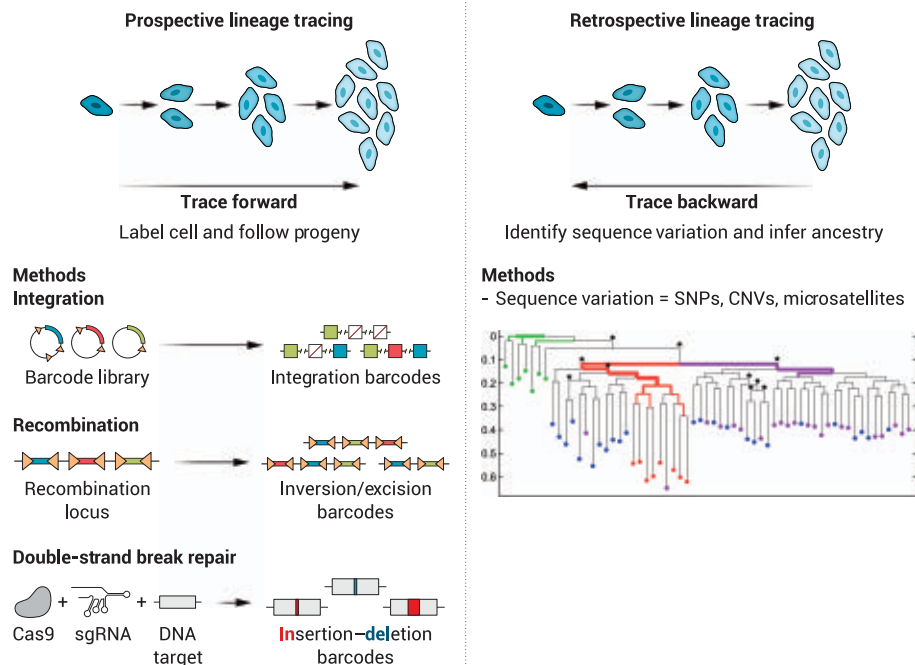 Prospective lineage tracing
Trace forward
Label cell and follow progeny
Methods
Integration
Barcode library
Integration barcodes
Recombination
Recombination
locus
Inversion/excision
barcodes
Double-strand break repair
+
+
Cas9
sgRNA
DNA
target
Insertion–deletion
barcodes
Retrospective lineage tracing
Trace backward
Identify sequence variation and infer ancestry
Methods
- Sequence variation = SNPs, CNVs, microsatellites
0
0.1
0.2
0.3
0.4
0.5
0.6